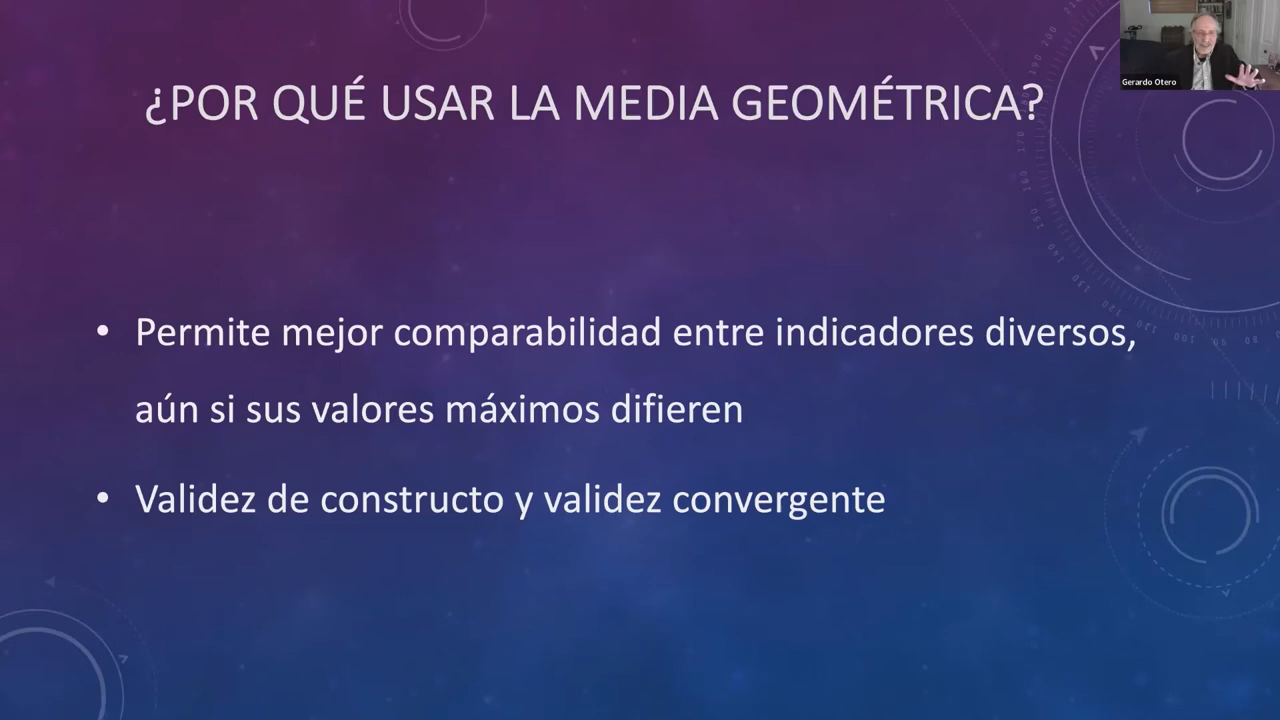 ¿POR QUÉ USAR LA MEDIA GEOMÉTRICA?
Gerardo Otero
• Permite mejor comparabilidad entre indicadores diversos,
aún si sus valores máximos difieren
• Validez de constructo y validez convergente